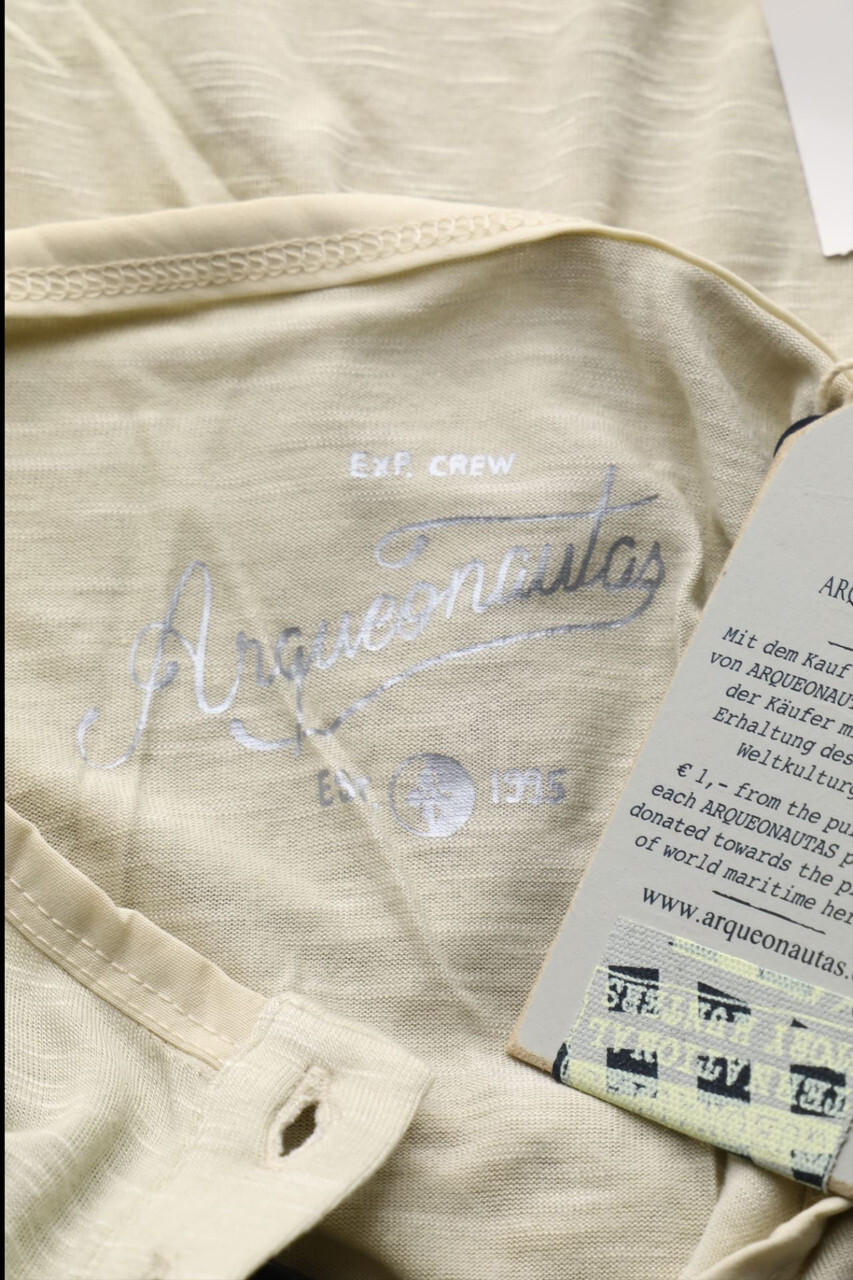 EXP. CREW
Arqueonautas
EST. 1995
ARQ
Mit dem Kauf
von ARQUEONAUT
der Käufer m
Erhaltung des
Weltkulturg
€ 1,- from the pu
each ARQUEONAUTAS p
donated towards the p
of world maritime her
www.arqueonautas.